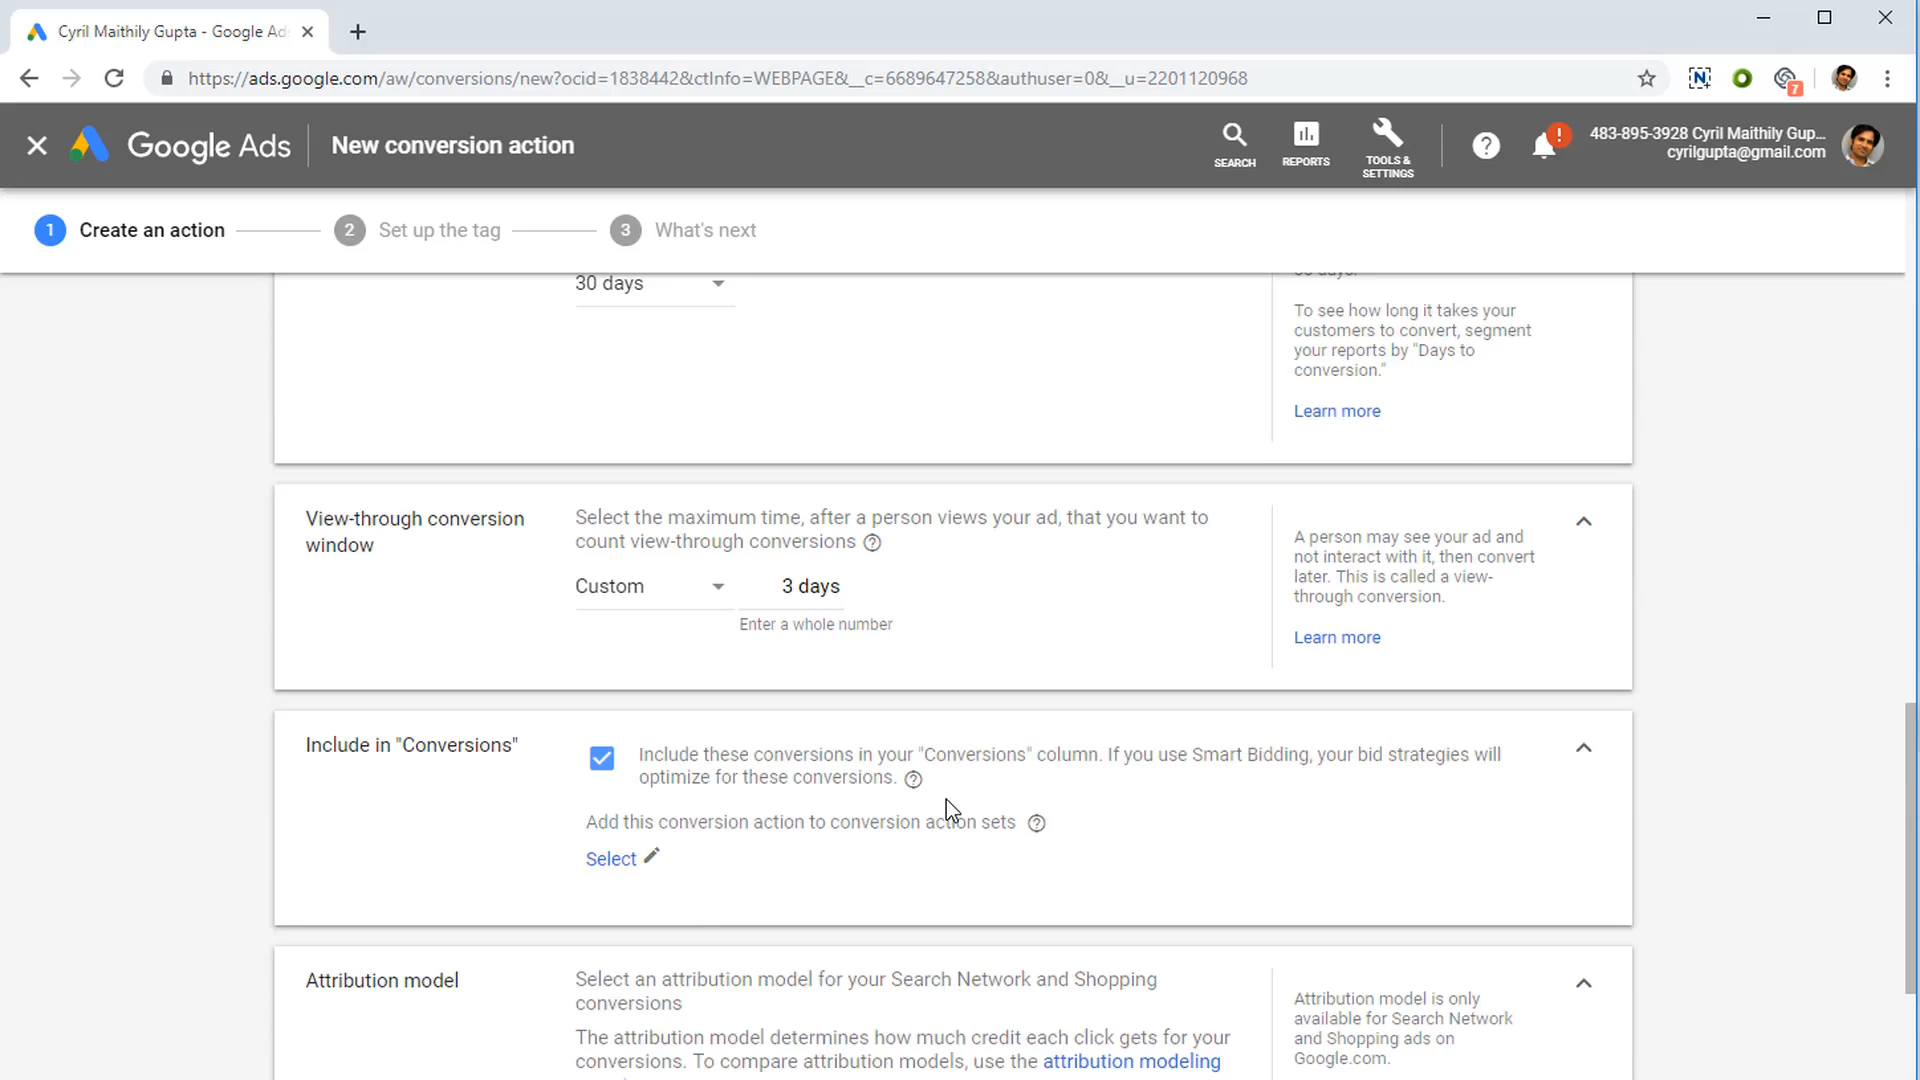 Cyril Maithily Gupta - Google Ad
https://ads.google.com/aw/conversions/new?ocid=1838442&ctInfo=WEBPAGE&__c=6689647258&authuser=0&__u=2201120968
N
7
Google Ads
New conversion action
SEARCH
REPORTS
TOOLS &
SETTINGS
?
!
483-895-3928 Cyril Maithily Gup...
cyrilgupta@gmail.com
1 Create an action
2 Set up the tag
3 What's next
30 days
To see how long it takes your
customers to convert, segment
your reports by "Days to
conversion."
Learn more
View-through conversion
window
Select the maximum time, after a person views your ad, that you want to
count view-through conversions ?
Custom
3 days
Enter a whole number
A person may see your ad and
not interact with it, then convert
later. This is called a view-
through conversion.
Learn more
Include in "Conversions"
Include these conversions in your "Conversions" column. If you use Smart Bidding, your bid strategies will
optimize for these conversions. ?
Add this conversion action to conversion action sets ?
Select
Attribution model
Select an attribution model for your Search Network and Shopping
conversions
The attribution model determines how much credit each click gets for your
conversions. To compare attribution models, use the attribution modeling
Attribution model is only
available for Search Network
and Shopping ads on
Google.com.